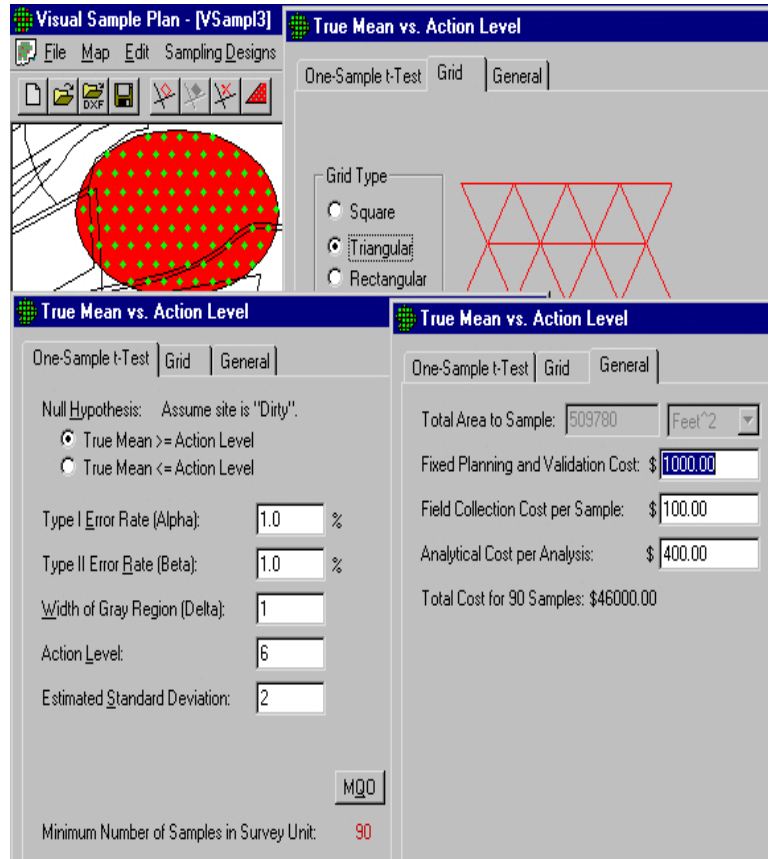 Visual Sample Plan - [VSampl3]
File Map Edit Sampling Designs
DXF
True Mean vs. Action Level
One-Sample t-Test Grid General
Grid Type
Square
Triangular
Rectangular
True Mean vs. Action Level
One-Sample t-Test Grid General
Null Hypothesis: Assume site is "Dirty".
True Mean >= Action Level
True Mean <= Action Level
Type I Error Rate (Alpha): 1.0 %
Type II Error Rate (Beta): 1.0 %
Width of Gray Region (Delta): 1
Action Level: 6
Estimated Standard Deviation: 2
MQO
Minimum Number of Samples in Survey Unit: 90
True Mean vs. Action Level
One-Sample t-Test Grid General
Total Area to Sample: 509780 Feet^2
Fixed Planning and Validation Cost: $ 1000.00
Field Collection Cost per Sample: $ 100.00
Analytical Cost per Analysis: $ 400.00
Total Cost for 90 Samples: $46000.00